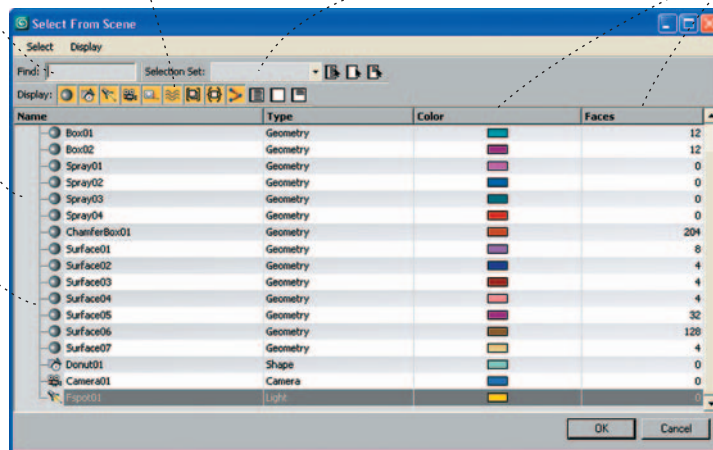 Select From Scene
Select Display
Find: Selection Set:
Display:
Name Type Color Faces
Box01 Geometry 12
Box02 Geometry 12
Spray01 Geometry 0
Spray02 Geometry 0
Spray03 Geometry 0
Spray04 Geometry 0
ChamferBox01 Geometry 204
Surface01 Geometry 8
Surface02 Geometry 4
Surface03 Geometry 4
Surface04 Geometry 4
Surface05 Geometry 32
Surface06 Geometry 128
Surface07 Geometry 4
Donut01 Shape 0
Camera01 Camera 0
Fspot01 Light 0
OK Cancel